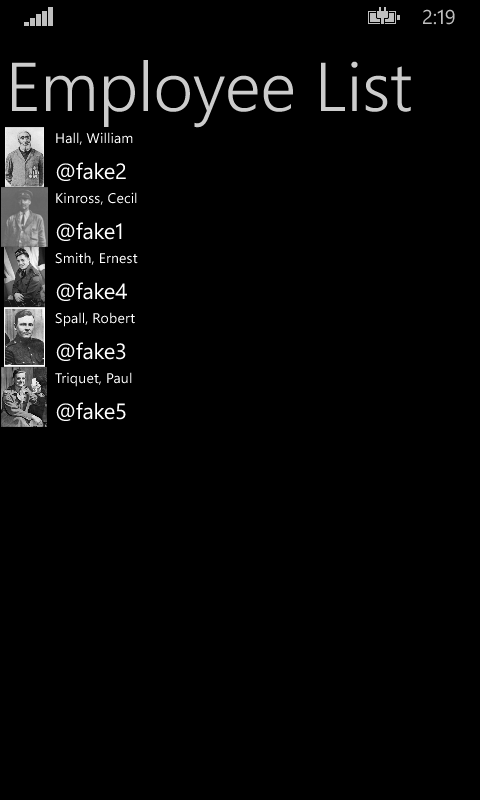 2:19
Employee List
Hall, William
@fake2
Kinross, Cecil
@fake1
Smith, Ernest
@fake4
Spall, Robert
@fake3
Triquet, Paul
@fake5